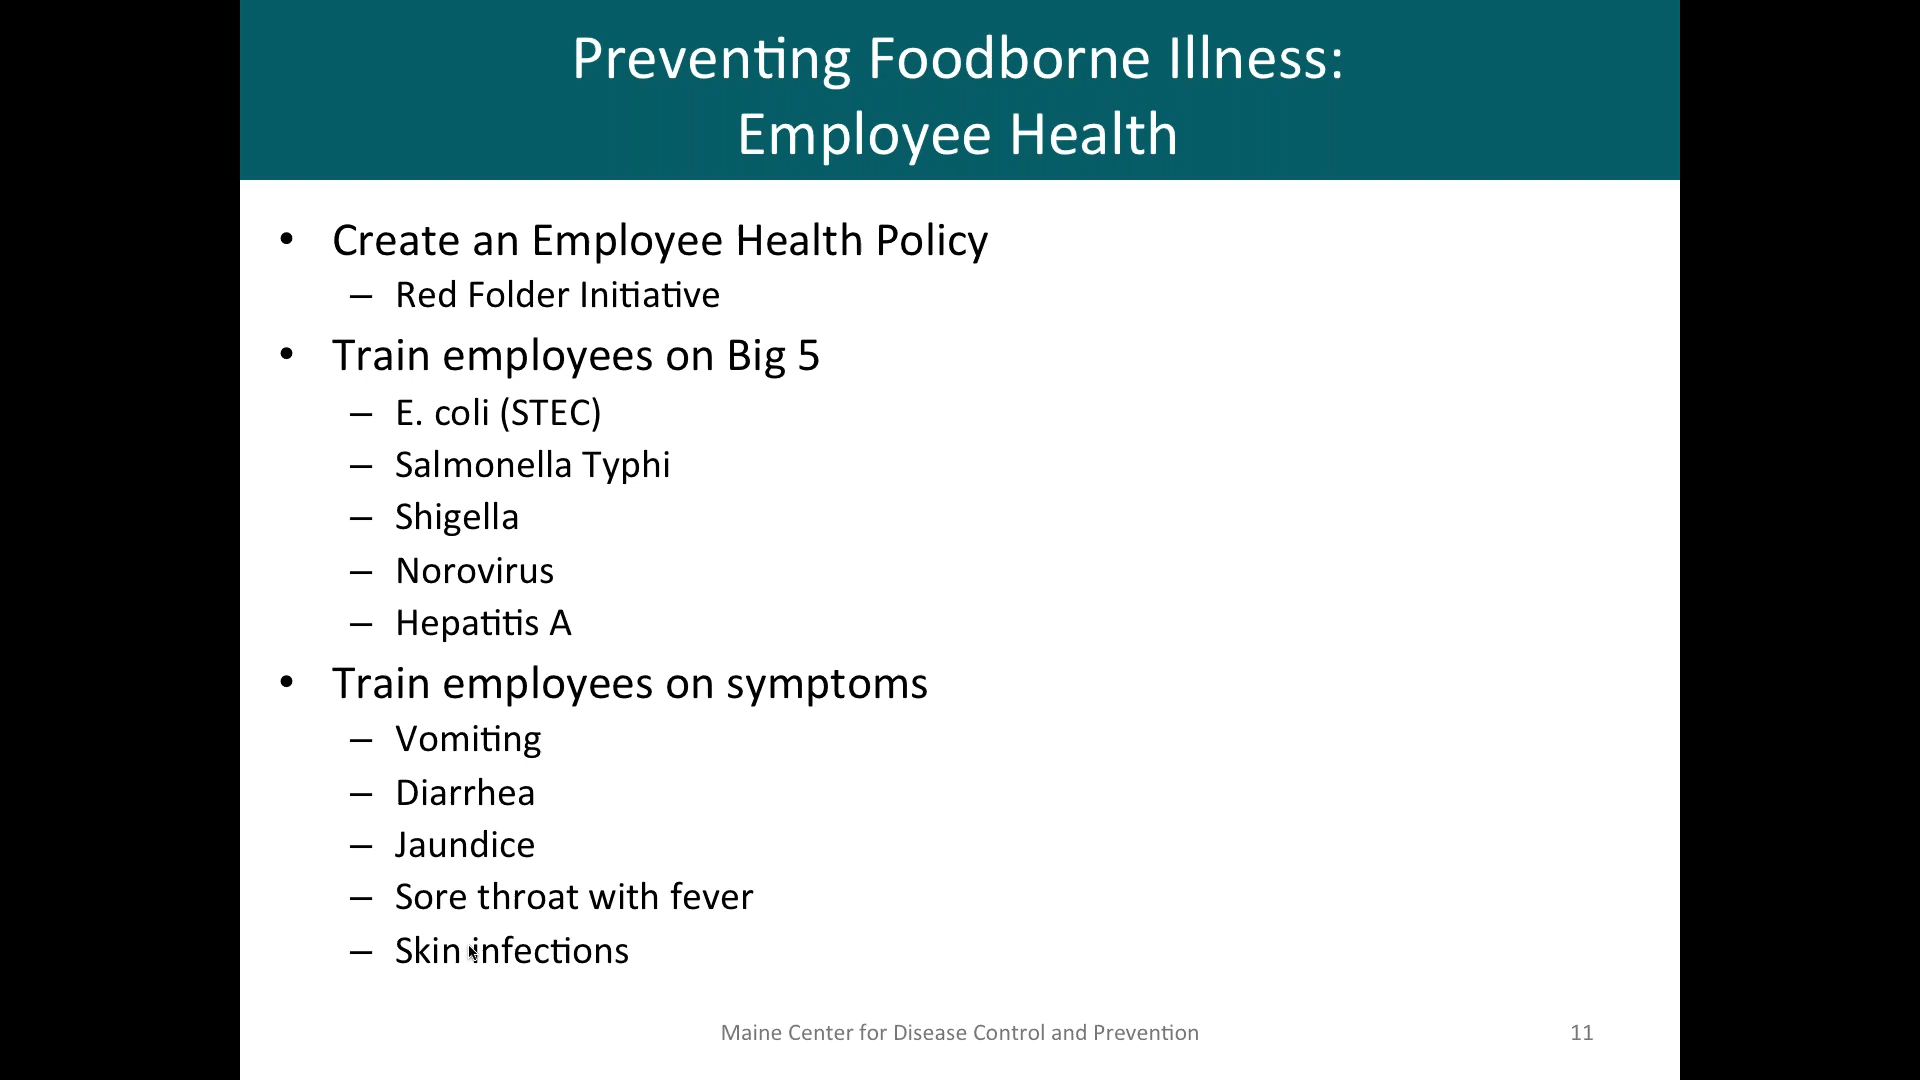 Preventing Foodborne Illness:
Employee Health
• Create an Employee Health Policy
– Red Folder Initiative
• Train employees on Big 5
– E. coli (STEC)
– Salmonella Typhi
– Shigella
– Norovirus
– Hepatitis A
• Train employees on symptoms
– Vomiting
– Diarrhea
– Jaundice
– Sore throat with fever
– Skin infections
Maine Center for Disease Control and Prevention 11